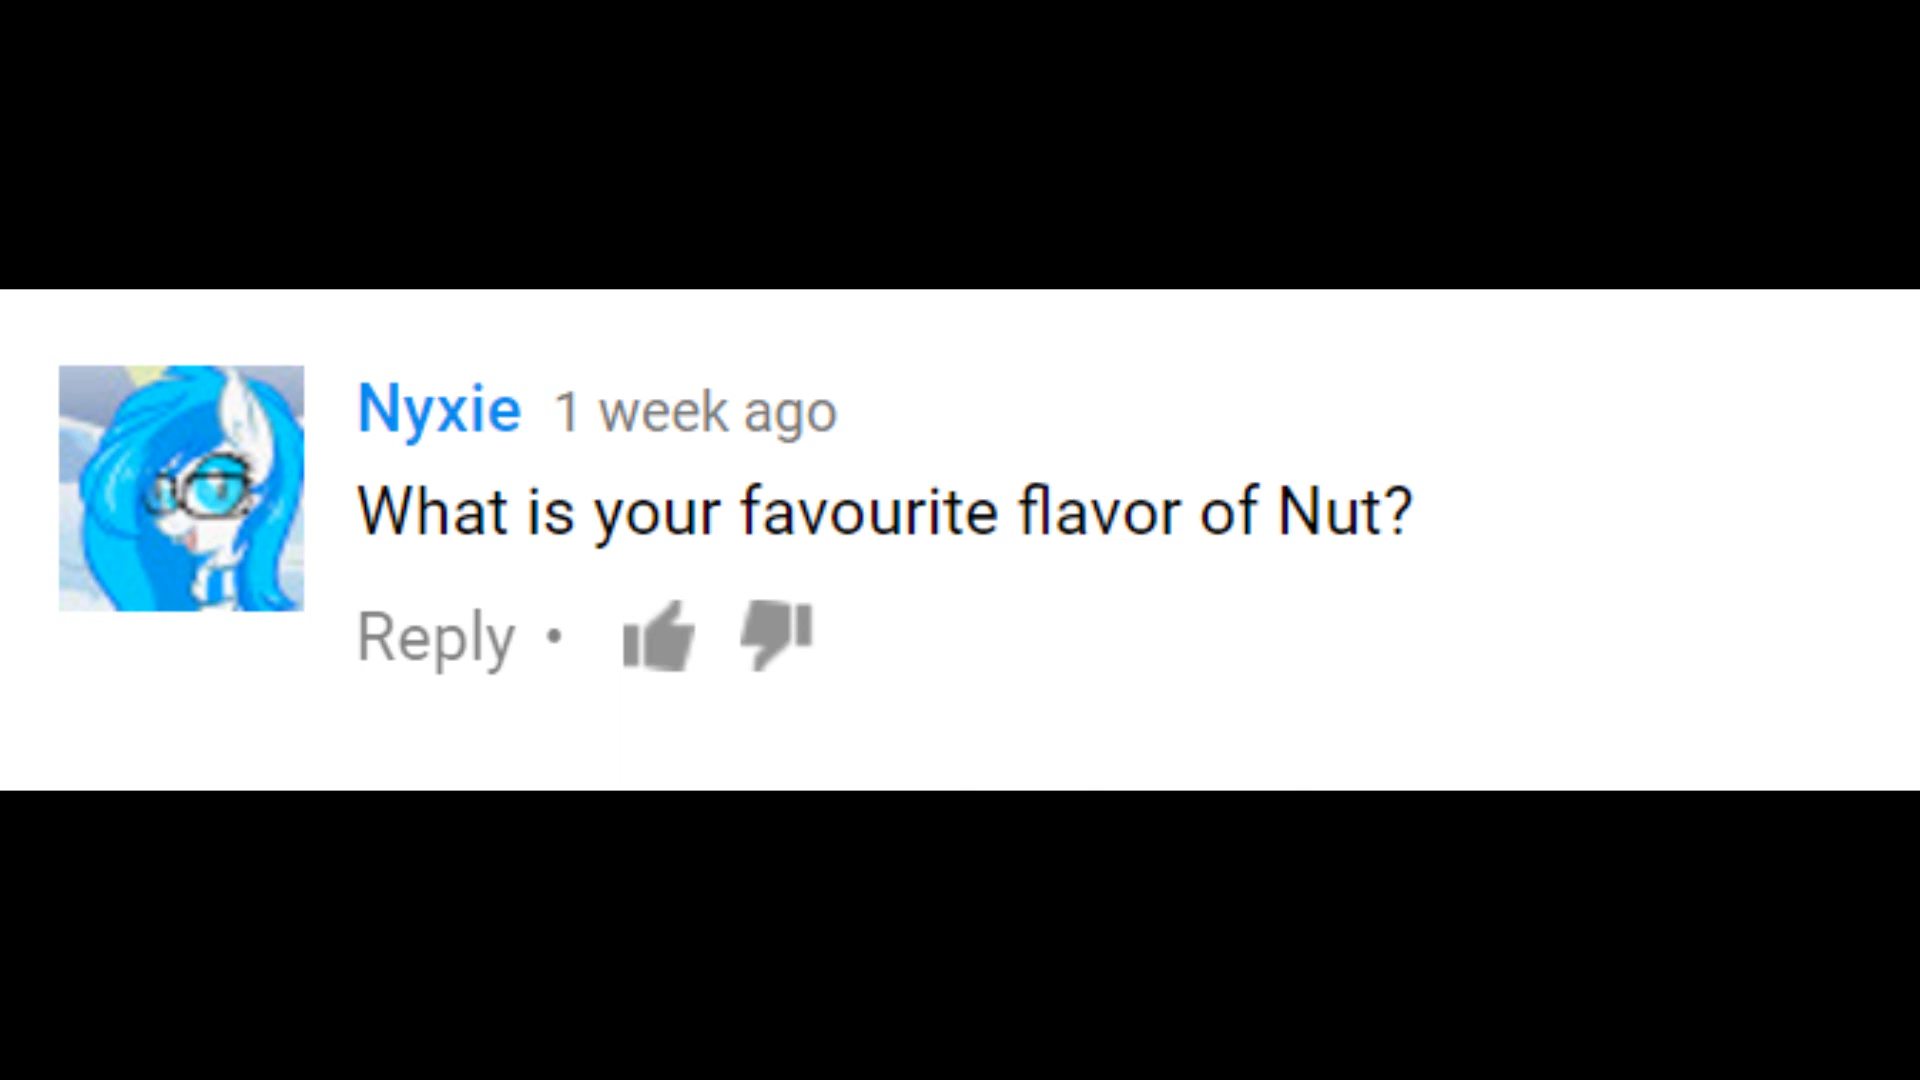 Nyxie 1 week ago
What is your favourite flavor of Nut?
Reply •